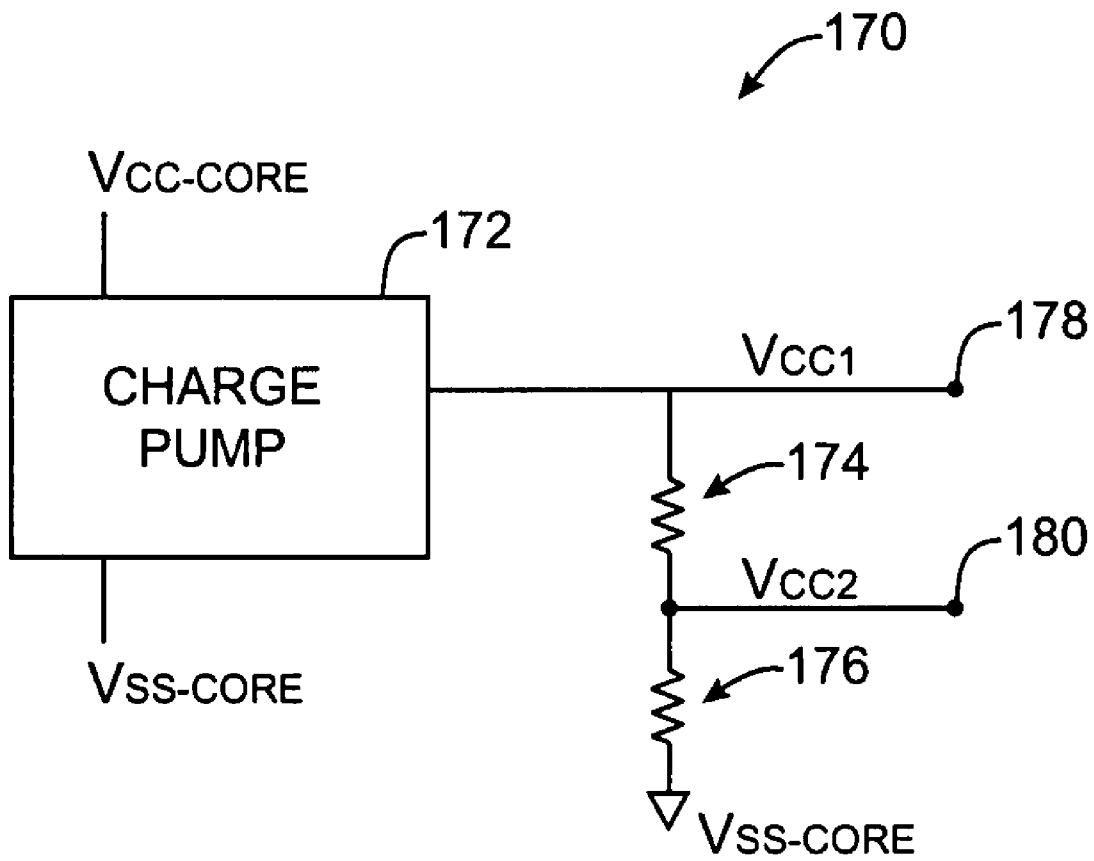 170
VCC-CORE
172
CHARGE
PUMP
VCC1
178
174
VCC2
180
176
VSS-CORE
VSS-CORE